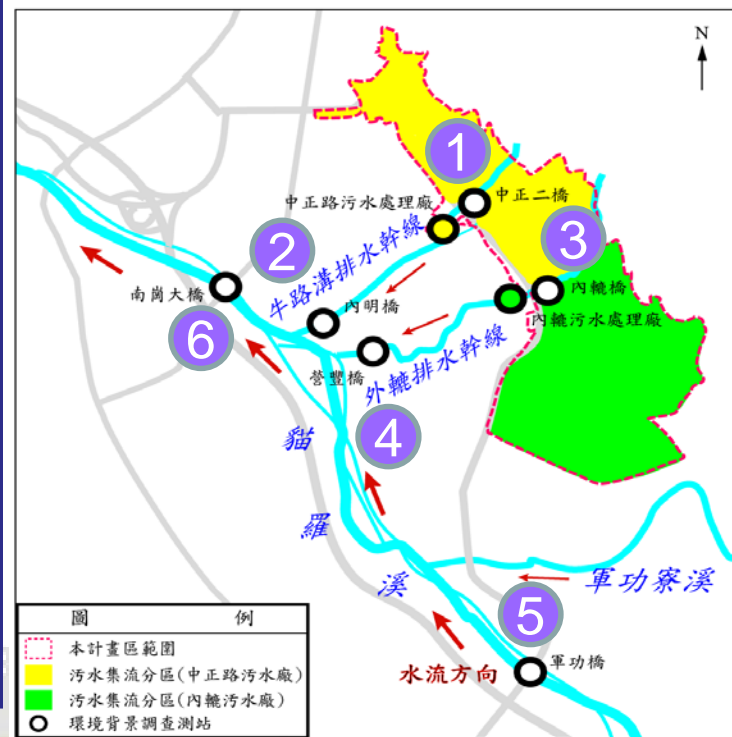 N
1
中正路污水處理廠
中正二橋
3
2
牛路溝排水幹線
南崗大橋
內明橋
內轆橋
內轆污水處理廠
6
營豐橋
外轆排水幹線
4
貓羅溪
軍功寮溪
5
水流方向
軍功橋
圖 例
本計畫區範圍
污水集流分區(中正路污水廠)
污水集流分區(內轆污水廠)
環境背景調查測站